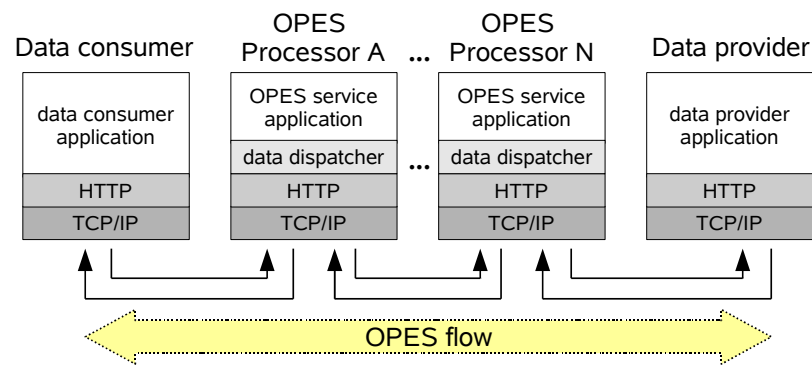 Data consumer
OPES
Processor A
...
OPES
Processor N
Data provider
data consumer
application
HTTP
TCP/IP
OPES service
application
data dispatcher
HTTP
TCP/IP
...
OPES service
application
data dispatcher
HTTP
TCP/IP
data provider
application
HTTP
TCP/IP
OPES flow